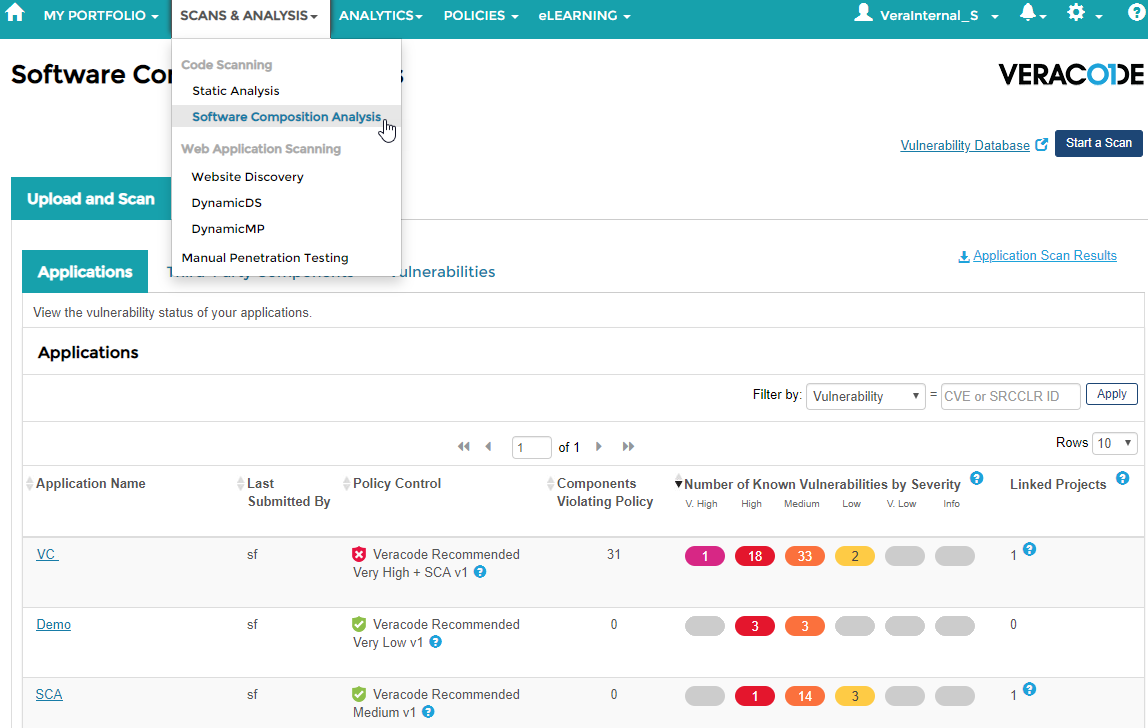 MY PORTFOLIO
SCANS & ANALYSIS
ANALYTICS
POLICIES
eLEARNING
VeraInternal_S
Software
VERACODE
Code Scanning
Static Analysis
Software Composition Analysis
Web Application Scanning
Website Discovery
DynamicDS
DynamicMP
Manual Penetration Testing
Vulnerability Database
Start a Scan
Upload and Scan
Applications
Third-Party Components
Vulnerabilities
Application Scan Results
View the vulnerability status of your applications.
Applications
Filter by: Vulnerability = CVE or SRCCLR ID Apply
1 of 1
Rows 10
Application Name
Last Submitted By
Policy Control
Components Violating Policy
Number of Known Vulnerabilities by Severity
V. High High Medium Low V. Low Info
Linked Projects
VC sf Veracode Recommended 31 1 18 33 2 1
Very High + SCA v1
Demo sf Veracode Recommended 0 3 3 0
Very Low v1
SCA sf Veracode Recommended 0 1 14 3 1
Medium v1